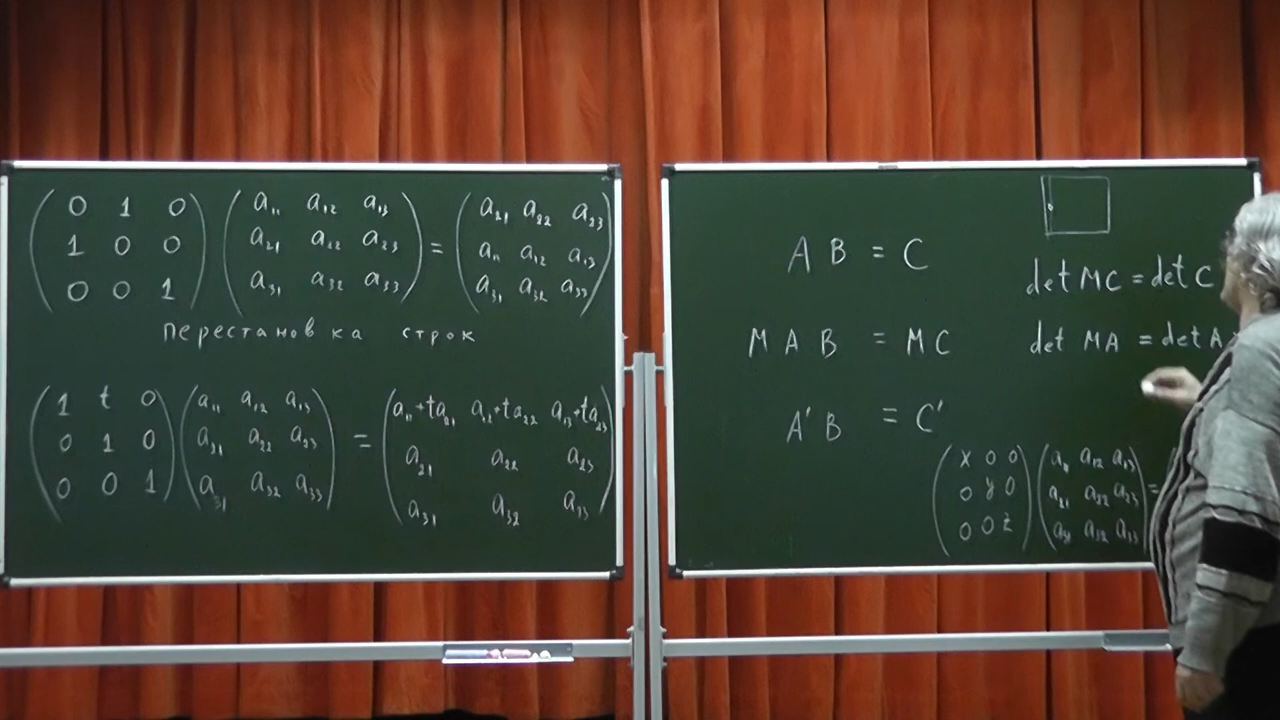 0 1 0 a₁₁ a₁₂ a₁₃ a₂₁ a₂₂ a₂₃
1 0 0 a₂₁ a₂₂ a₂₃ = a₁₁ a₁₂ a₁₃
0 0 1 a₃₁ a₃₂ a₃₃ a₃₁ a₃₂ a₃₃
перестановка строк
1 t 0 a₁₁ a₁₂ a₁₃ a₁₁+ta₂₁ a₁₂+ta₂₂ a₁₃+ta₂₃
0 1 0 a₂₁ a₂₂ a₂₃ = a₂₁ a₂₂ a₂₃
0 0 1 a₃₁ a₃₂ a₃₃ a₃₁ a₃₂ a₃₃
A B = C
det MC = det C
M A B = MC
det MA = det A
A' B = C'
x 0 0 a₁₁ a₁₂ a₁₃
0 y 0 a₂₁ a₂₂ a₂₃ =
0 0 z a₃₁ a₃₂ a₃₃